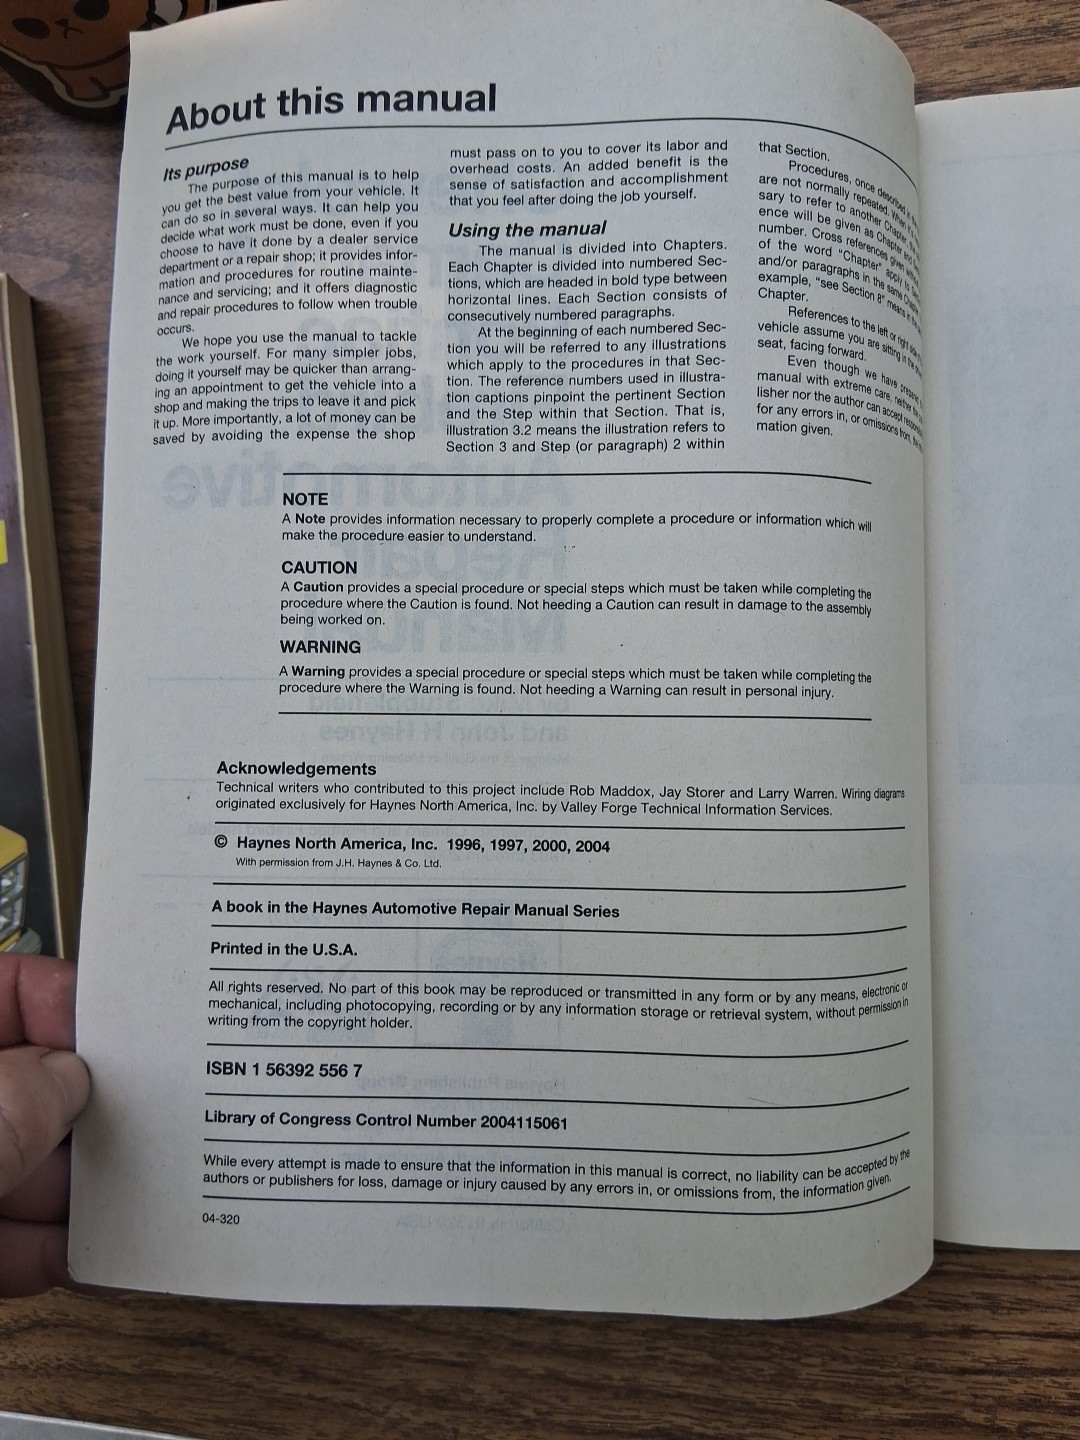 About this manual
Its purpose
The purpose of this manual is to help
you get the best value from your vehicle. It
can do so in several ways. It can help you
decide what work must be done, even if you
choose to have it done by a dealer service
department or a repair shop; it provides infor-
mation and procedures for routine mainte-
nance and servicing; and it offers diagnostic
and repair procedures to follow when trouble
occurs.
We hope you use the manual to tackle
the work yourself. For many simpler jobs,
doing it yourself may be quicker than arrang-
ing an appointment to get the vehicle into a
shop and making the trips to leave it and pick
it up. More importantly, a lot of money can be
saved by avoiding the expense the shop
must pass on to you to cover its labor and
overhead costs. An added benefit is the
sense of satisfaction and accomplishment
that you feel after doing the job yourself.
Using the manual
The manual is divided into Chapters.
Each Chapter is divided into numbered Sec-
tions, which are headed in bold type between
horizontal lines. Each Section consists of
consecutively numbered paragraphs.
At the beginning of each numbered Sec-
tion you will be referred to any illustrations
which apply to the procedures in that Sec-
tion. The reference numbers used in illustra-
tion captions pinpoint the pertinent Section
and the Step within that Section. That is,
illustration 3.2 means the illustration refers to
Section 3 and Step (or paragraph) 2 within
that Section.
Procedures, once described in the
are not normally repeated. When it's
sary to refer to another Chapter, the
ence will be given as Chapter and
number. Cross references given
of the word "Chapter" apply to
and/or paragraphs in the same Chapter
example, "see Section 8" means in the
Chapter.
References to the left or right side
vehicle assume you are sitting in the
seat, facing forward.
Even though we have prepared
manual with extreme care, neither the
lisher nor the author can accept
for any errors in, or omissions from, the
mation given.
NOTE
A Note provides information necessary to properly complete a procedure or information which will
make the procedure easier to understand.
CAUTION
A Caution provides a special procedure or special steps which must be taken while completing the
procedure where the Caution is found. Not heeding a Caution can result in damage to the assembly
being worked on.
WARNING
A Warning provides a special procedure or special steps which must be taken while completing the
procedure where the Warning is found. Not heeding a Warning can result in personal injury.
Acknowledgements
Technical writers who contributed to this project include Rob Maddox, Jay Storer and Larry Warren. Wiring diagrams
originated exclusively for Haynes North America, Inc. by Valley Forge Technical Information Services.
© Haynes North America, Inc. 1996, 1997, 2000, 2004
With permission from J.H. Haynes & Co. Ltd.
A book in the Haynes Automotive Repair Manual Series
Printed in the U.S.A.
All rights reserved. No part of this book may be reproduced or transmitted in any form or by any means, electronic or
mechanical, including photocopying, recording or by any information storage or retrieval system, without permission in
writing from the copyright holder.
ISBN 1 56392 556 7
Library of Congress Control Number 2004115061
While every attempt is made to ensure that the information in this manual is correct, no liability can be accepted by the
authors or publishers for loss, damage or injury caused by any errors in, or omissions from, the information given.
04-320